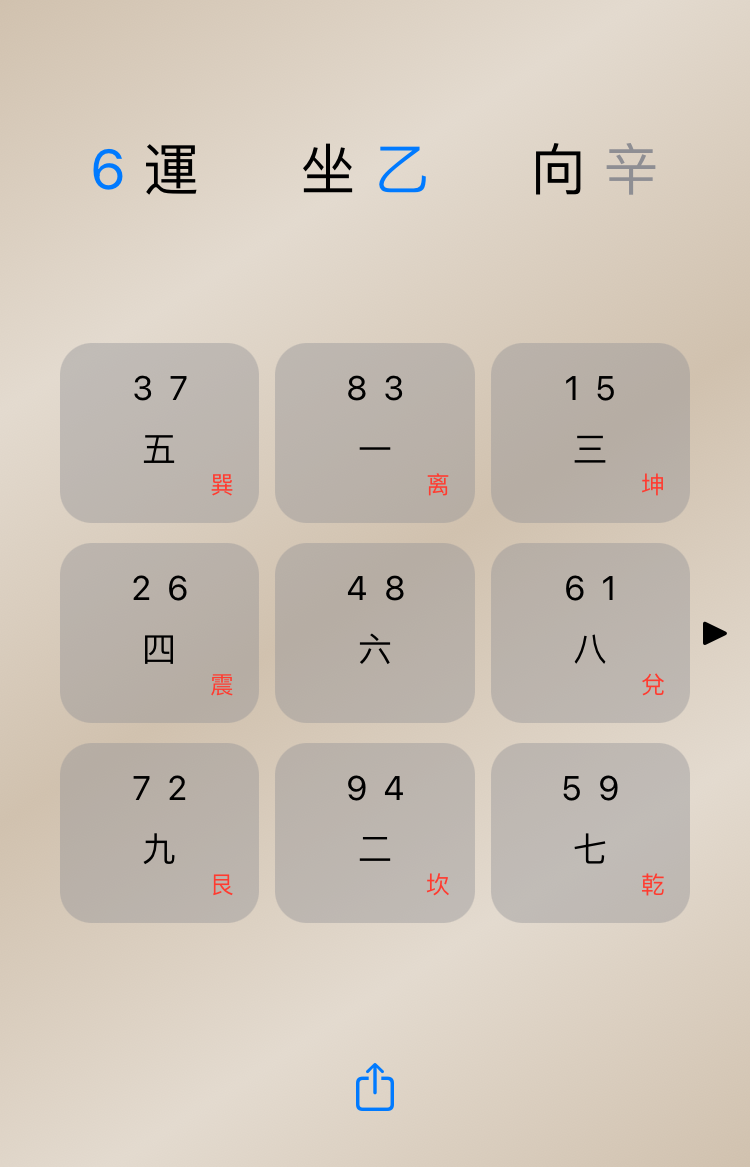 6 運 坐 乙 向 辛
3 7 8 3 1 5
五 一 三
巽 离 坤
2 6 4 8 6 1
四 六 八
震 兌
7 2 9 4 5 9
九 二 七
艮 坎 乾